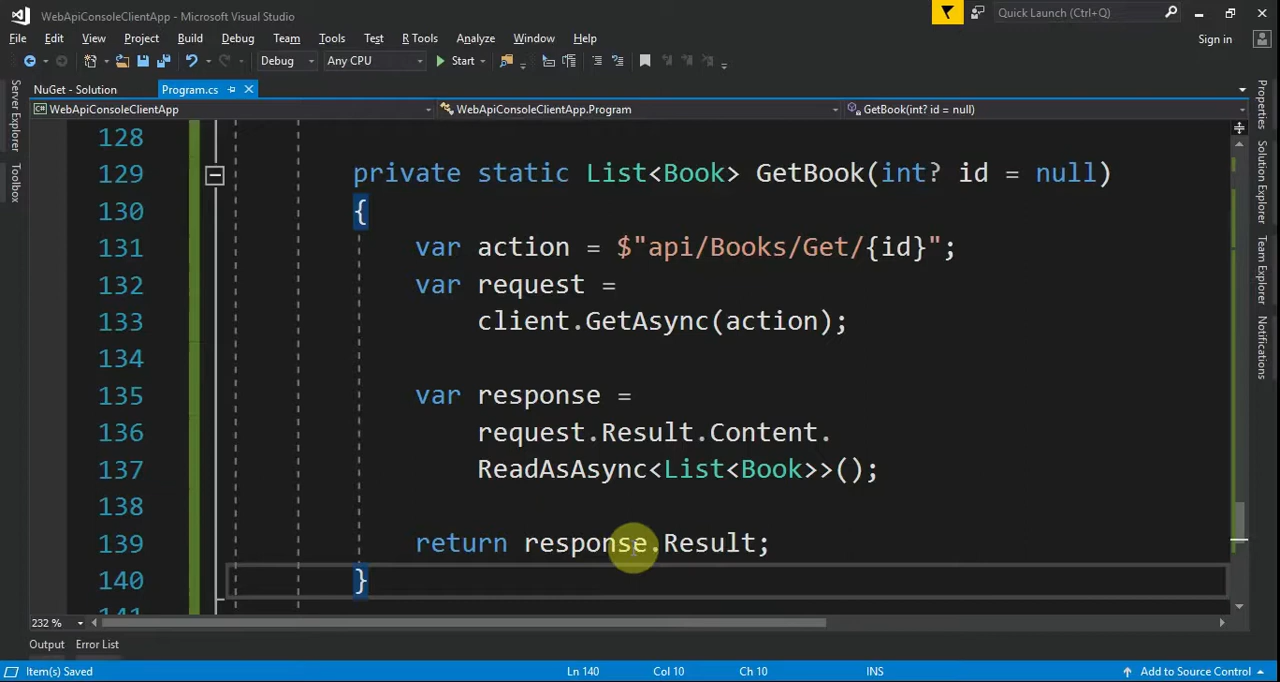 WebApiConsoleClientApp - Microsoft Visual Studio
Quick Launch (Ctrl+Q)
File Edit View Project Build Debug Team Tools Test R Tools Analyze Window Help
Sign in
Debug Any CPU Start
NuGet - Solution Program.cs
WebApiConsoleClientApp WebApiConsoleClientApp.Program GetBook(int? id = null)
Server Explorer
Toolbox
Properties
Solution Explorer
Team Explorer
Notifications
128
129 private static List<Book> GetBook(int? id = null)
130 {
131 var action = $"api/Books/Get/{id}";
132 var request =
133 client.GetAsync(action);
134
135 var response =
136 request.Result.Content.
137 ReadAsAsync<List<Book>>();
138
139 return response.Result;
140 }
141
232 %
Output Error List
Item(s) Saved Ln 140 Col 10 Ch 10 INS Add to Source Control